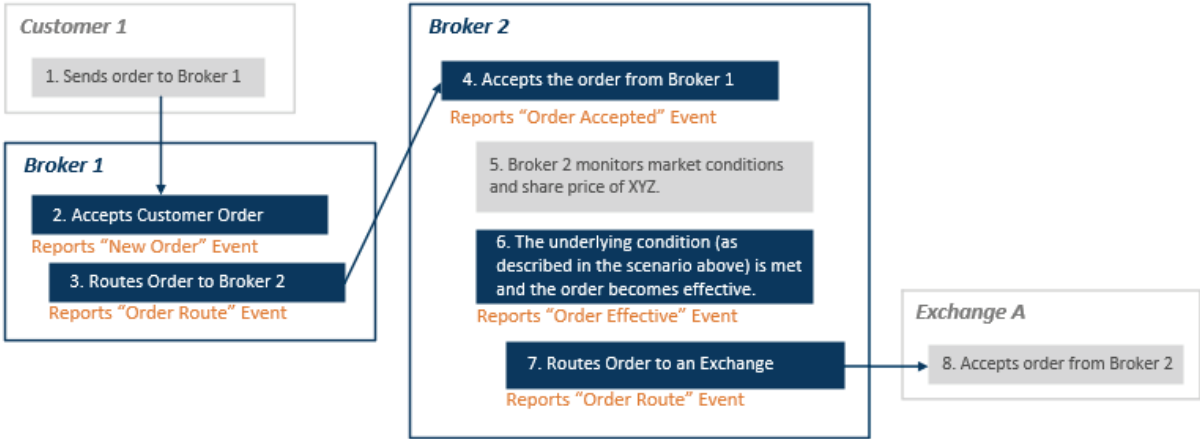 Customer 1
1. Sends order to Broker 1
Broker 1
2. Accepts Customer Order
Reports “New Order” Event
3. Routes Order to Broker 2
Reports “Order Route” Event
Broker 2
4. Accepts the order from Broker 1
Reports “Order Accepted” Event
5. Broker 2 monitors market conditions
and share price of XYZ.
6. The underlying condition (as
described in the scenario above) is met
and the order becomes effective.
Reports “Order Effective” Event
7. Routes Order to an Exchange
Reports “Order Route” Event
Exchange A
8. Accepts order from Broker 2